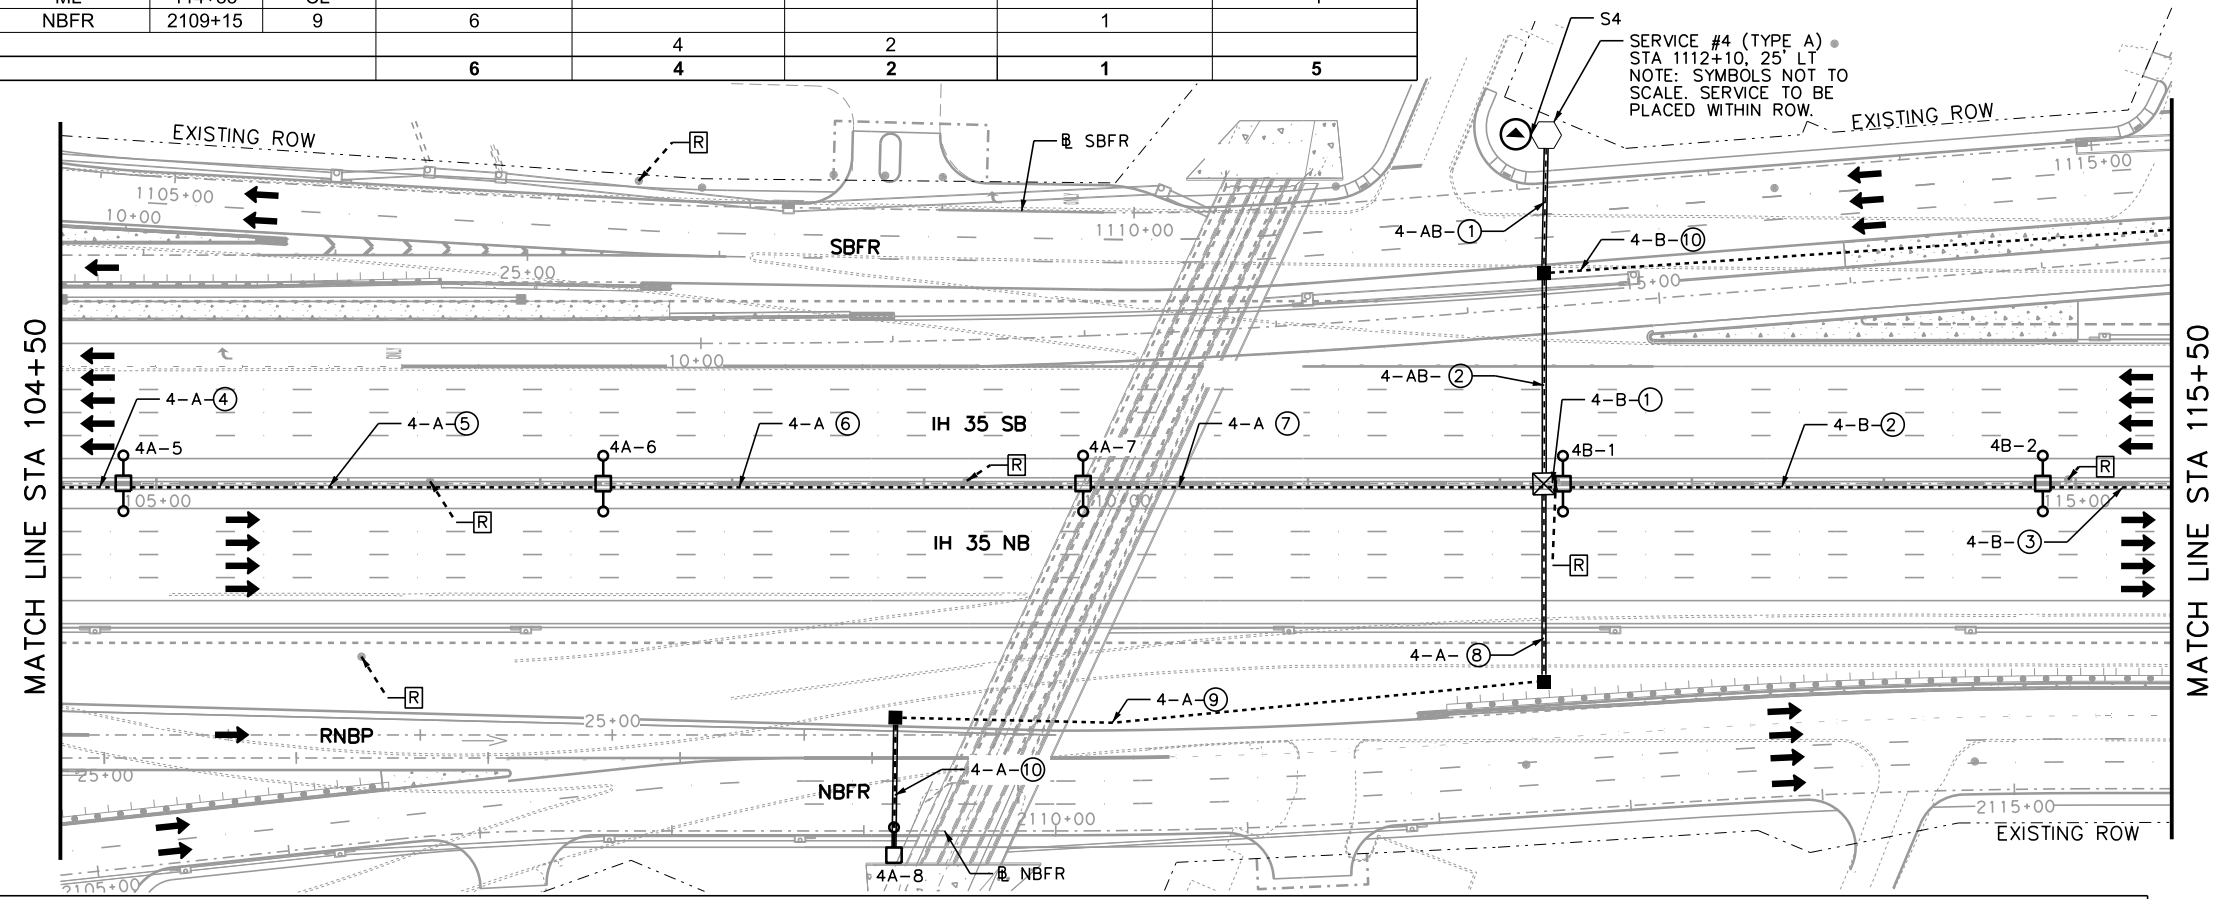 NBFR 2109+15 9 6 1
4 2
6 4 2 1 5
S4
SERVICE #4 (TYPE A)
STA 1112+10, 25' LT
NOTE: SYMBOLS NOT TO
SCALE. SERVICE TO BE
PLACED WITHIN ROW.
EXISTING ROW
R
℄ SBFR
EXISTING ROW
1115+00
1105+00
10+00
1110+00
4-AB-1
4-B-10
SBFR
25+00
5+00
10+00
MATCH LINE STA 104+50
MATCH LINE STA 115+50
4-AB-2
4-A-4
4-A-5
4-A 6
IH 35 SB
4-A 7
4-B-1
4-B-2
4A-5
4A-6
4A-7
4B-1
4B-2
R
R
105+00
110+00
115+00
R
IH 35 NB
4-B-3
R
4-A-8
R
4-A-9
25+00
RNBP
25+00
4-A-10
NBFR
2110+00
2115+00
EXISTING ROW
4A-8
℄ NBFR
2105+00